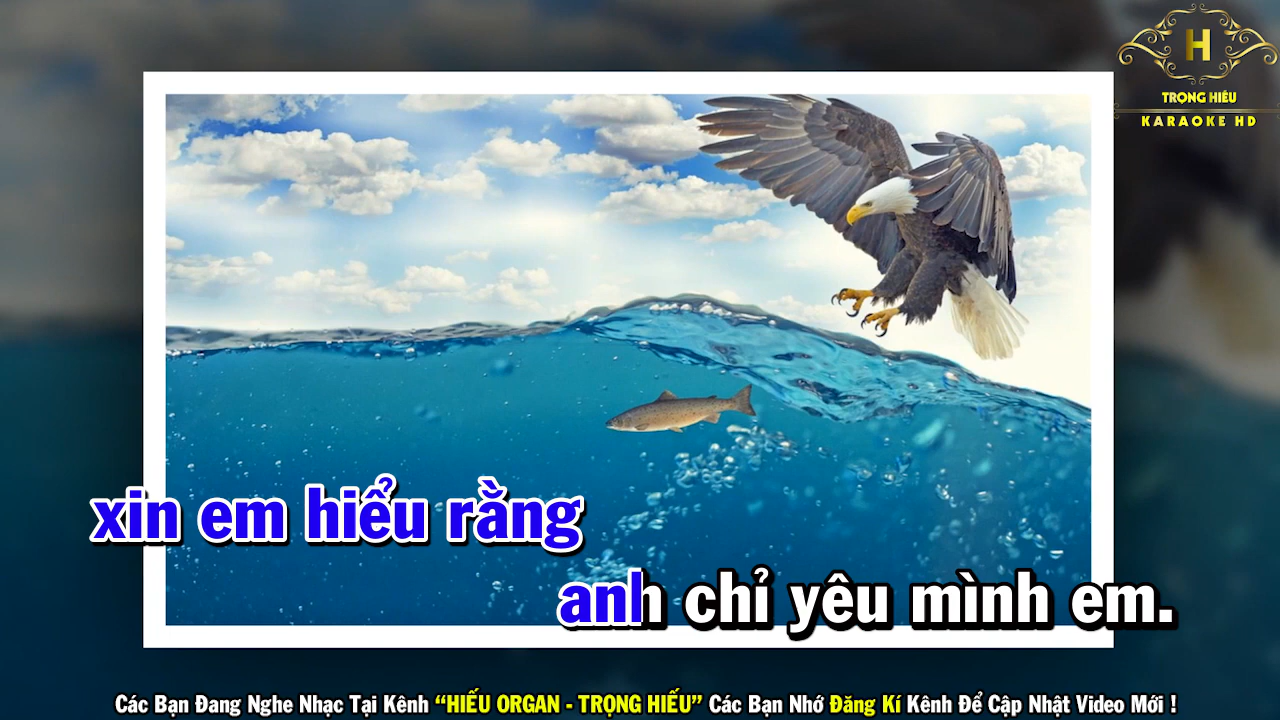 H
TRỌNG HIẾU
KARAOKE HD
xin em hiểu rằng
anh chỉ yêu mình em.
Các Bạn Đang Nghe Nhạc Tại Kênh “HIẾU ORGAN - TRỌNG HIẾU” Các Bạn Nhớ Đăng Kí Kênh Để Cập Nhật Video Mới !